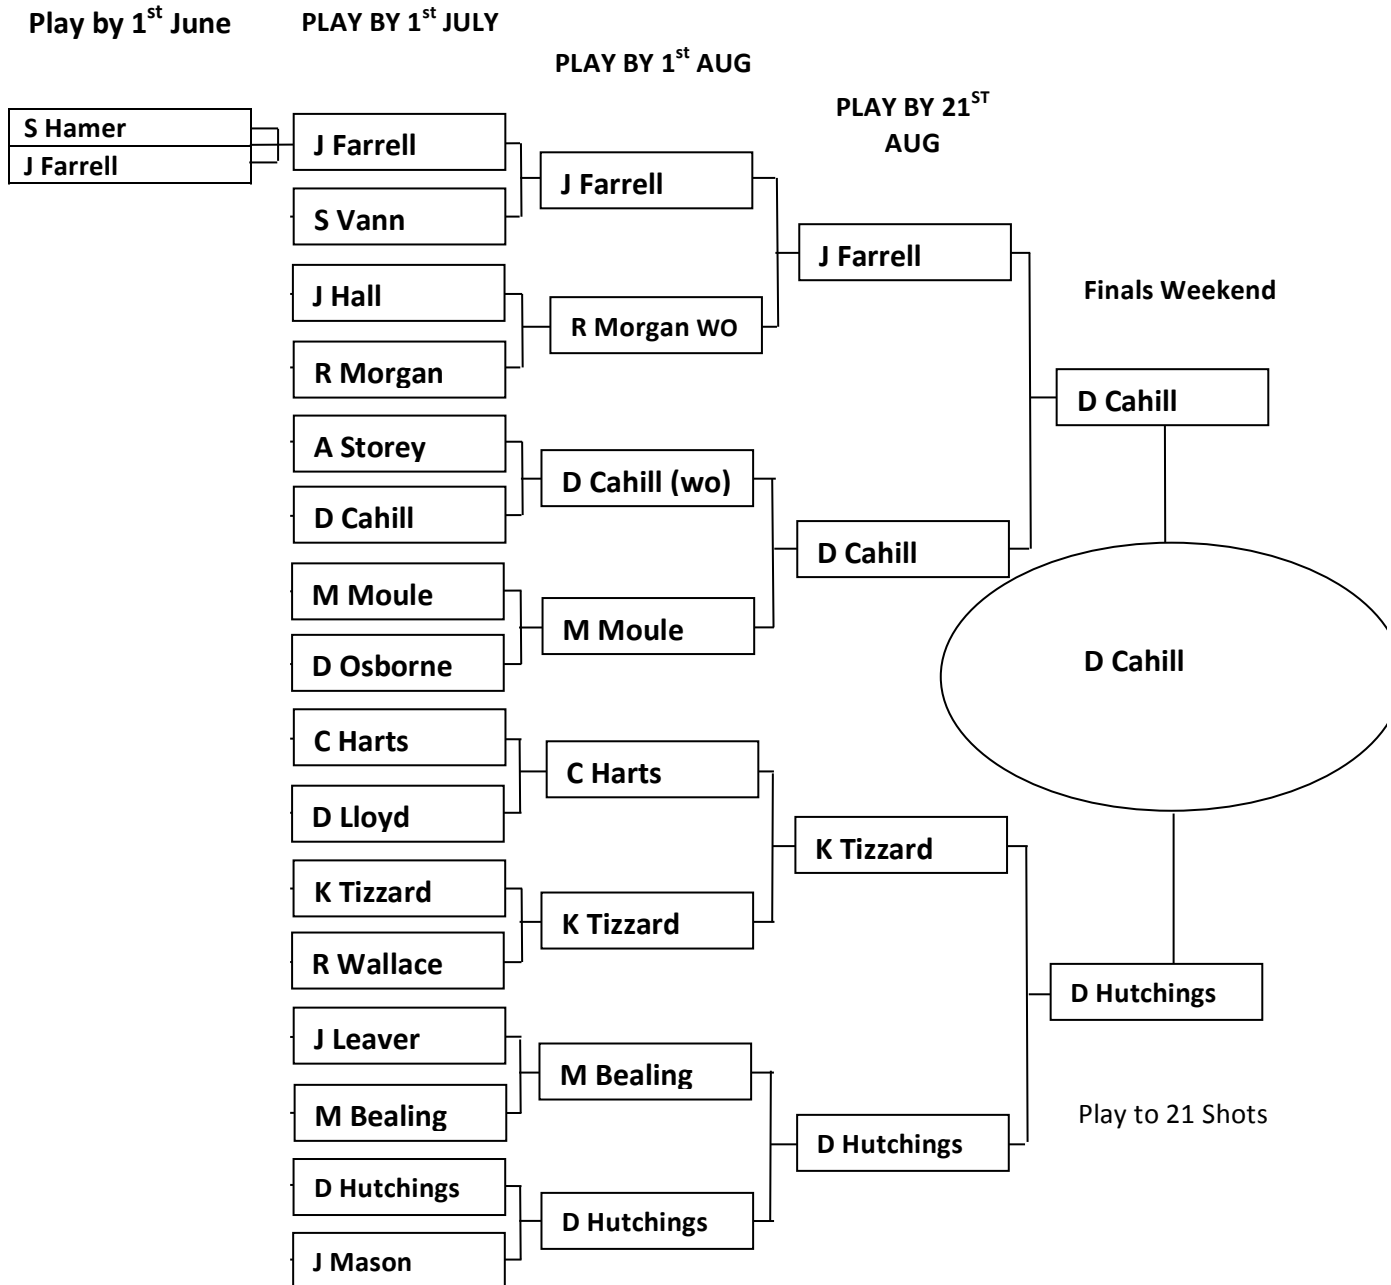 Play by 1st June
PLAY BY 1st JULY
PLAY BY 1st AUG
PLAY BY 21ST
AUG
S Hamer
J Farrell
J Farrell
S Vann
J Hall
R Morgan
A Storey
D Cahill
M Moule
D Osborne
C Harts
D Lloyd
K Tizzard
R Wallace
J Leaver
M Bealing
D Hutchings
J Mason
J Farrell
R Morgan WO
D Cahill (wo)
M Moule
C Harts
K Tizzard
M Bealing
D Hutchings
J Farrell
D Cahill
K Tizzard
D Hutchings
Finals Weekend
D Cahill
D Cahill
D Hutchings
Play to 21 Shots